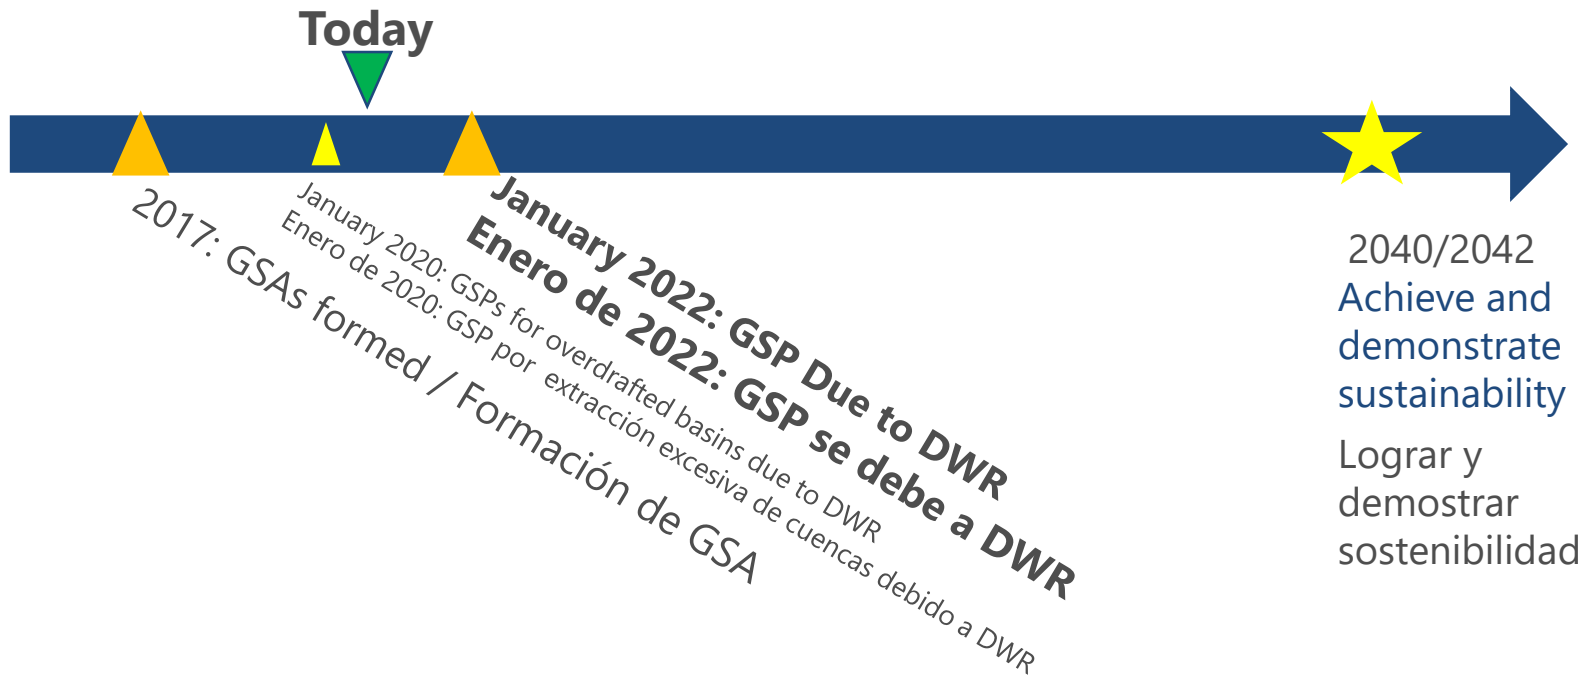 Today
2017: GSAs formed / Formación de GSA
January 2020: GSPs for overdrafted basins due to DWR
Enero de 2020: GSP por extracción excesiva de cuencas debido a DWR
January 2022: GSP Due to DWR
Enero de 2022: GSP se debe a DWR
2040/2042
Achieve and
demonstrate
sustainability
Lograr y
demostrar
sostenibilidad